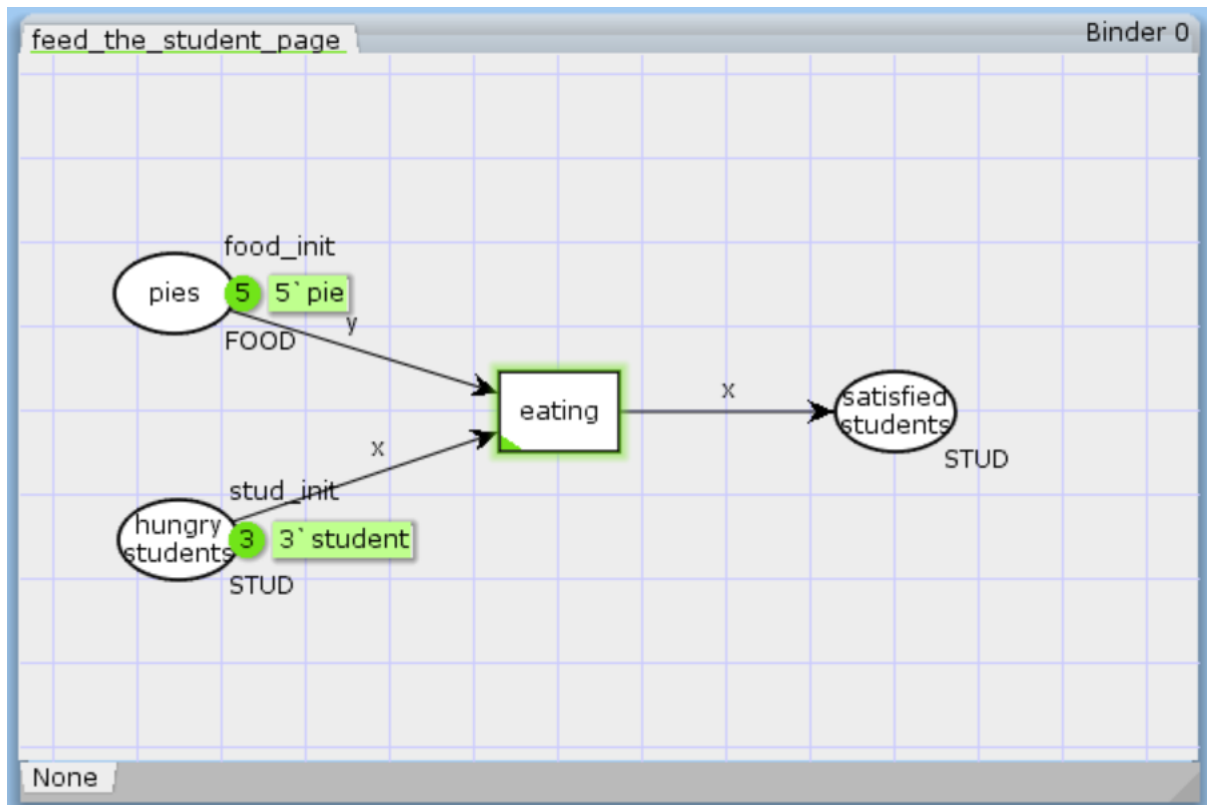 feed_the_student_page
Binder 0
food_init
pies
5
5`pie
FOOD
y
eating
x
satisfied
students
STUD
x
stud_init
hungry
students
3
3`student
STUD
None